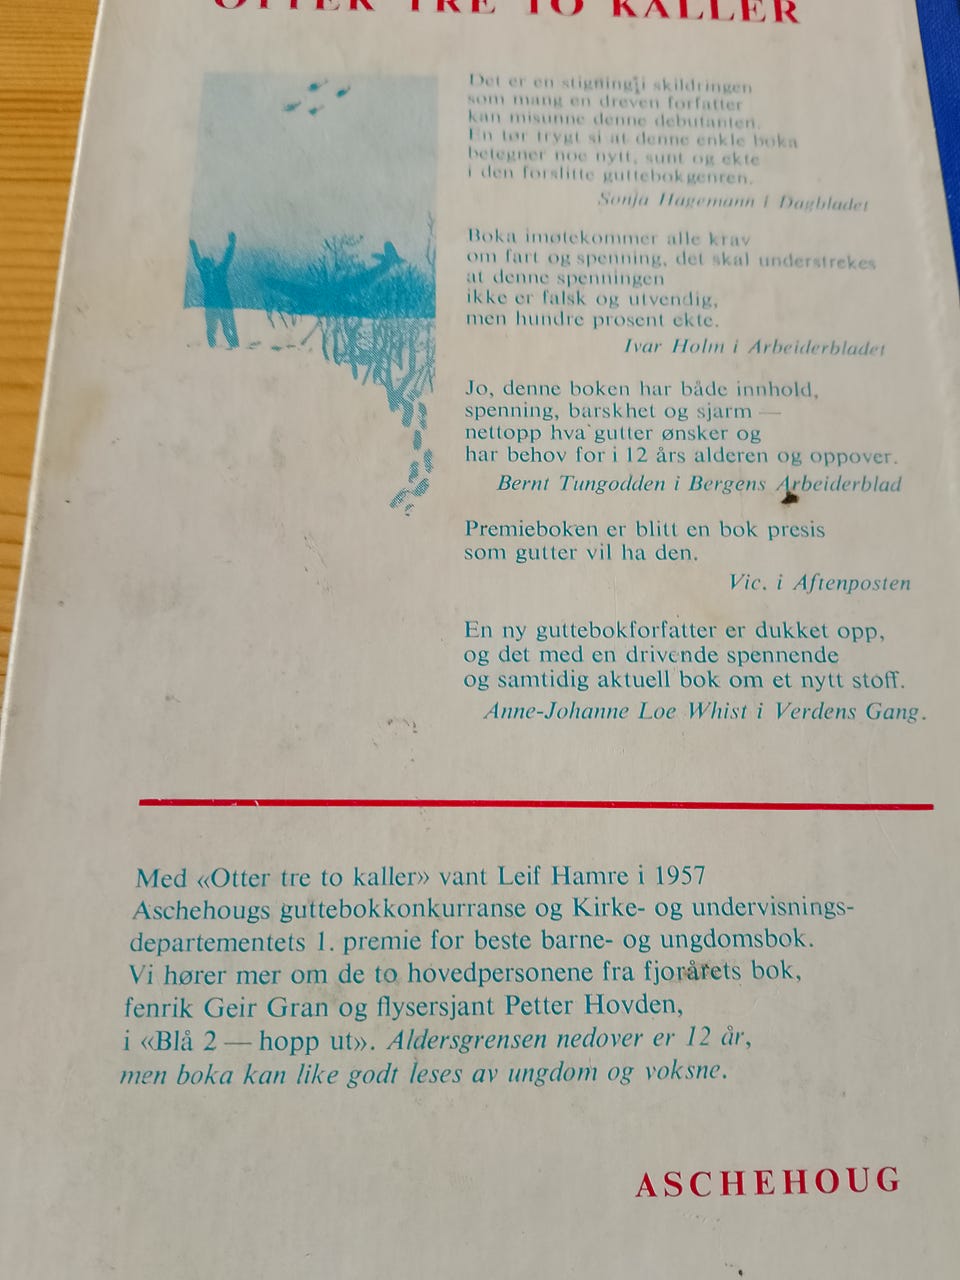 OTTER TRE TO KALLER
Det er en stigning i skildringen
som mang en dreven forfatter
kan misunne denne debutanten.
En tør trygt si at denne enkle boka
betegner noe nytt, sunt og ekte
i den forslitte guttebokgenren.
Sonja Hagemann i Dagbladet
Boka imøtekommer alle krav
om fart og spenning, det skal understrekes
at denne spenningen
ikke er falsk og utvendig,
men hundre prosent ekte.
Ivar Holm i Arbeiderbladet
Jo, denne boken har både innhold,
spenning, barskhet og sjarm —
nettopp hva gutter ønsker og
har behov for i 12 års alderen og oppover.
Bernt Tungodden i Bergens Arbeiderblad
Premieboken er blitt en bok presis
som gutter vil ha den.
Vic. i Aftenposten
En ny guttebokforfatter er dukket opp,
og det med en drivende spennende
og samtidig aktuell bok om et nytt stoff.
Anne-Johanne Loe Whist i Verdens Gang.
Med «Otter tre to kaller» vant Leif Hamre i 1957
Aschehougs guttebokkonkurranse og Kirke- og undervisnings-
departementets 1. premie for beste barne- og ungdomsbok.
Vi hører mer om de to hovedpersonene fra fjorårets bok,
fenrik Geir Gran og flysersjant Petter Hovden,
i «Blå 2 — hopp ut». Aldersgrensen nedover er 12 år,
men boka kan like godt leses av ungdom og voksne.
ASCHEHOUG